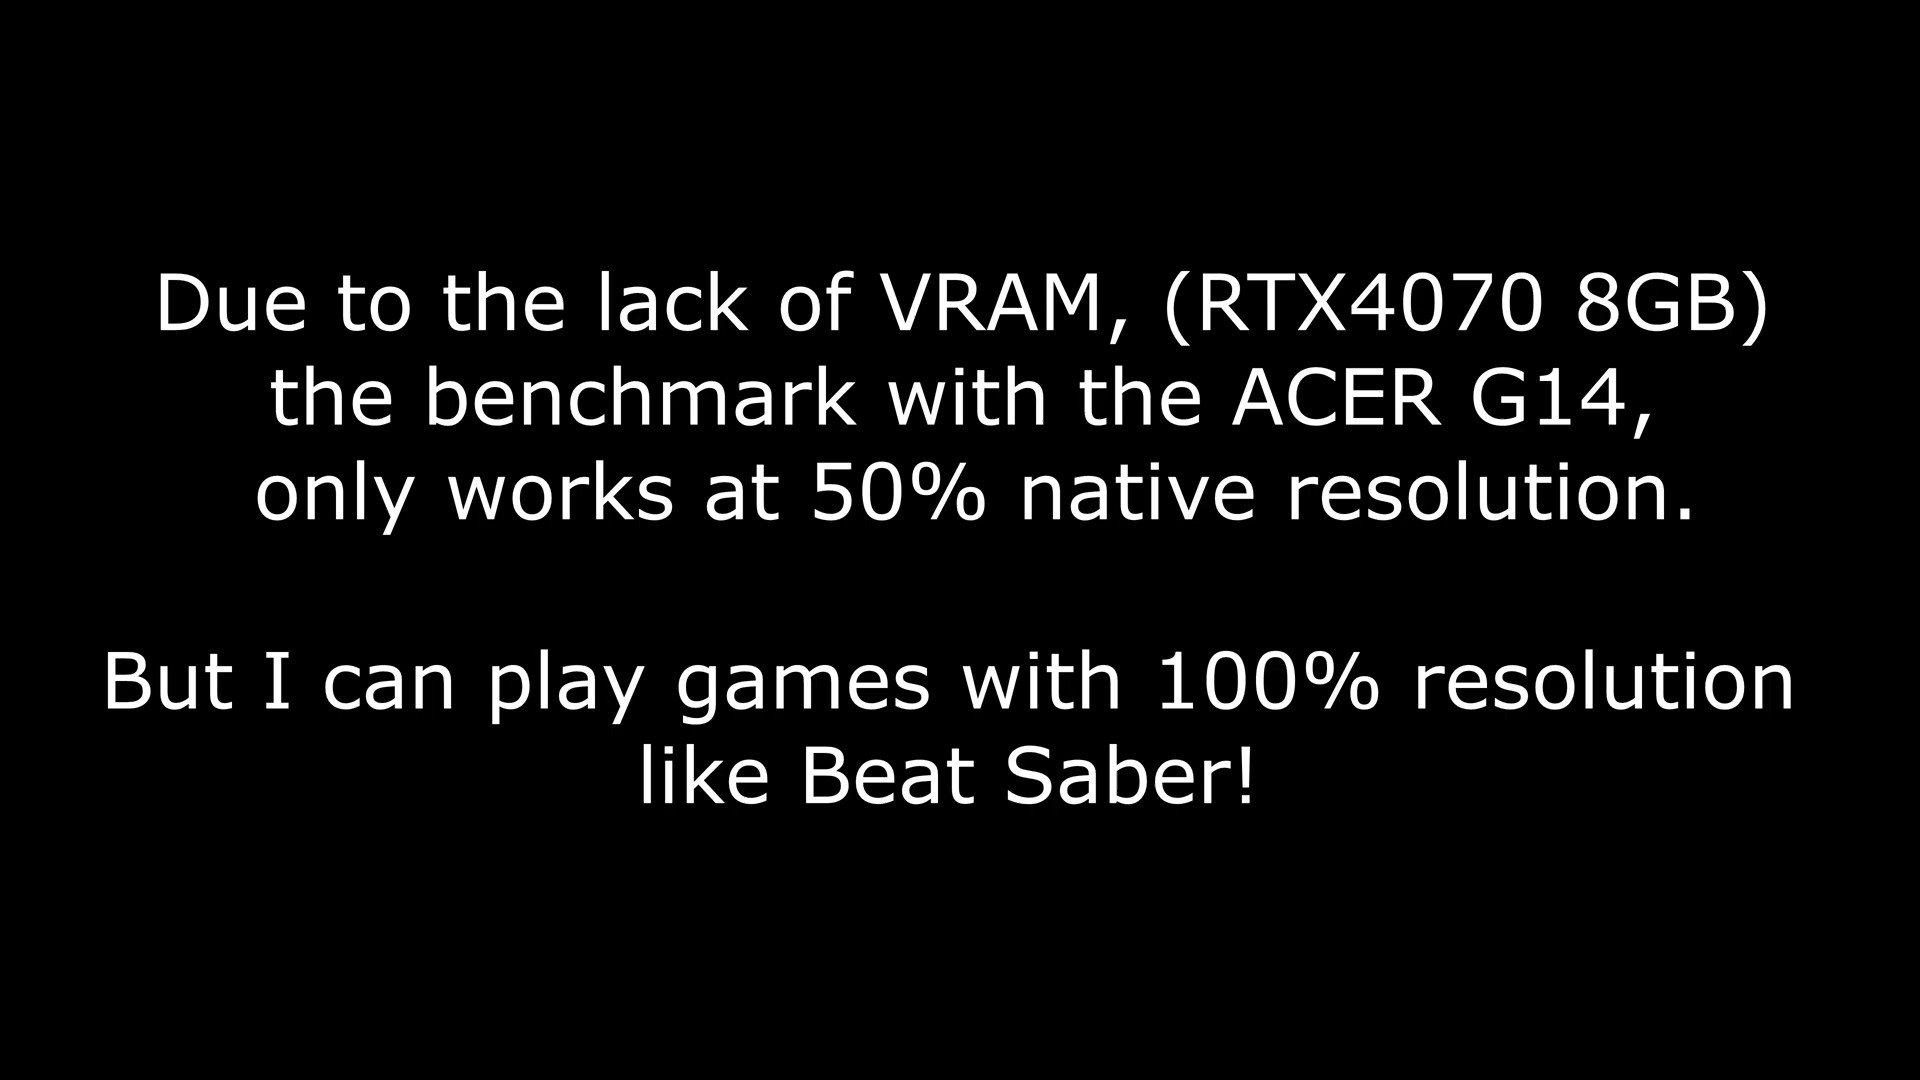 Due to the lack of VRAM, (RTX4070 8GB)
the benchmark with the ACER G14,
only works at 50% native resolution.
But I can play games with 100% resolution
like Beat Saber!